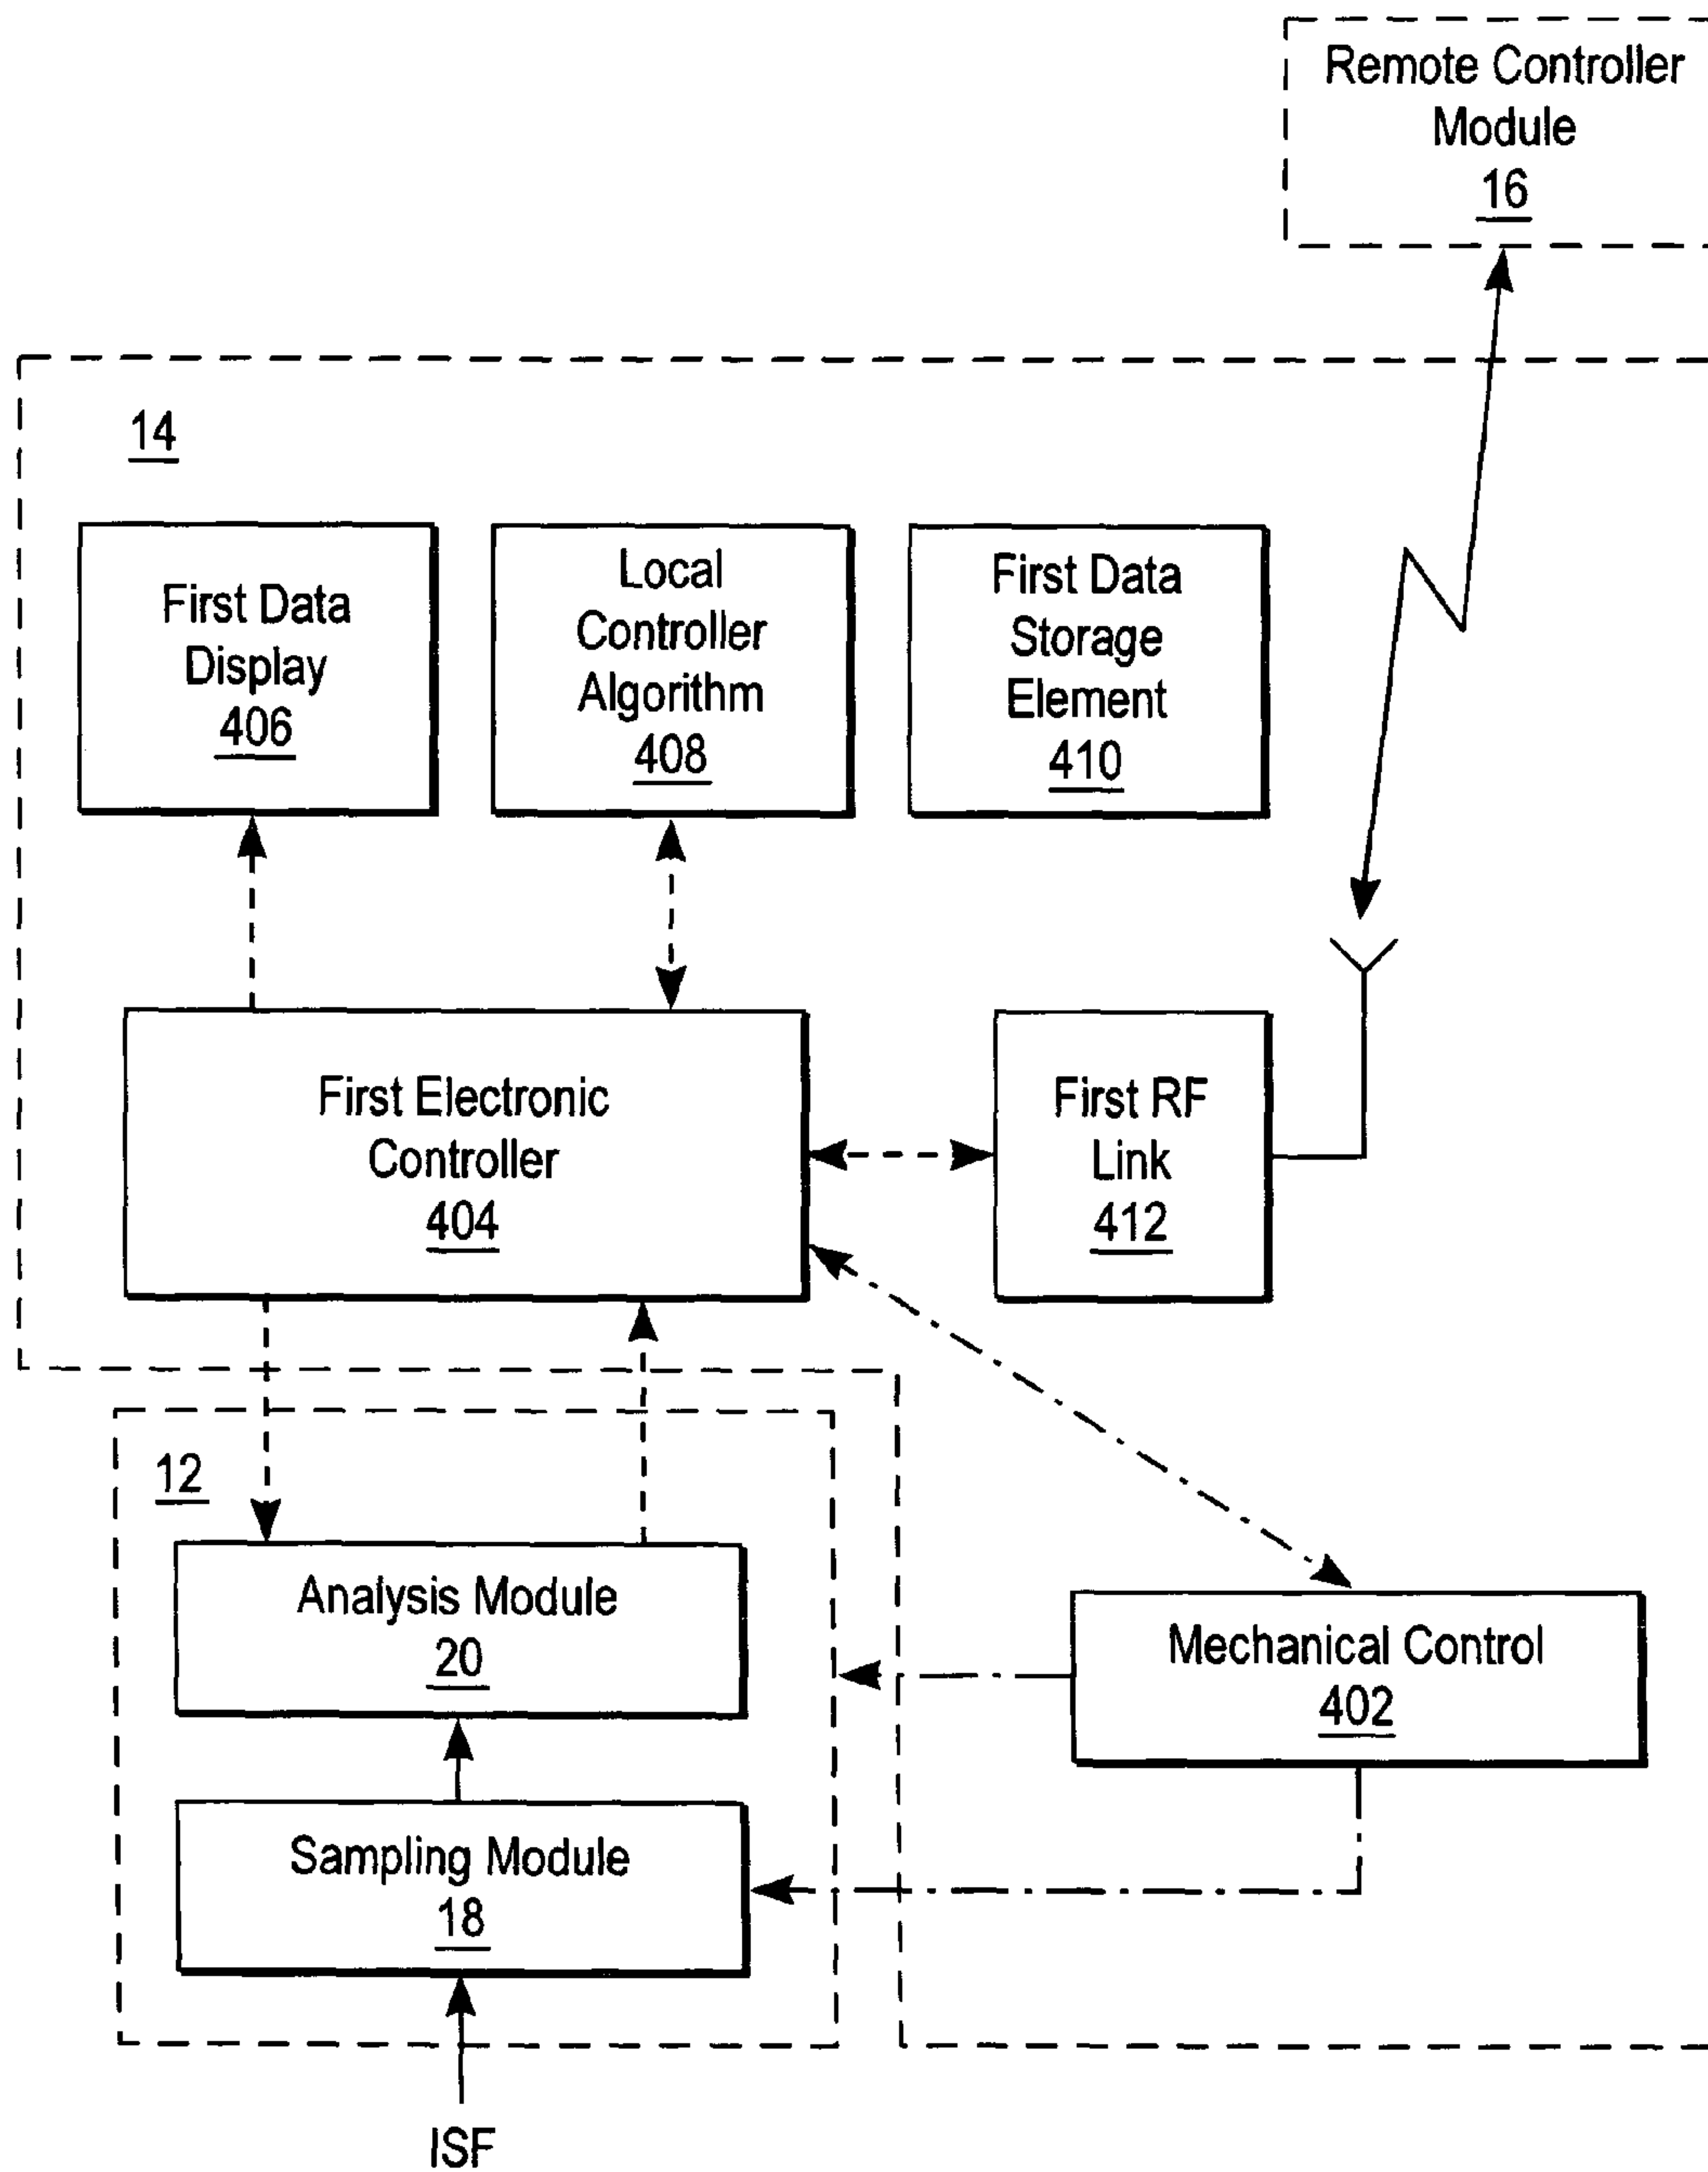 Remote Controller
Module
16
14
First Data
Display
406
Local
Controller
Algorithm
408
First Data
Storage
Element
410
First Electronic
Controller
404
First RF
Link
412
12
Analysis Module
20
Mechanical Control
402
Sampling Module
18
ISF